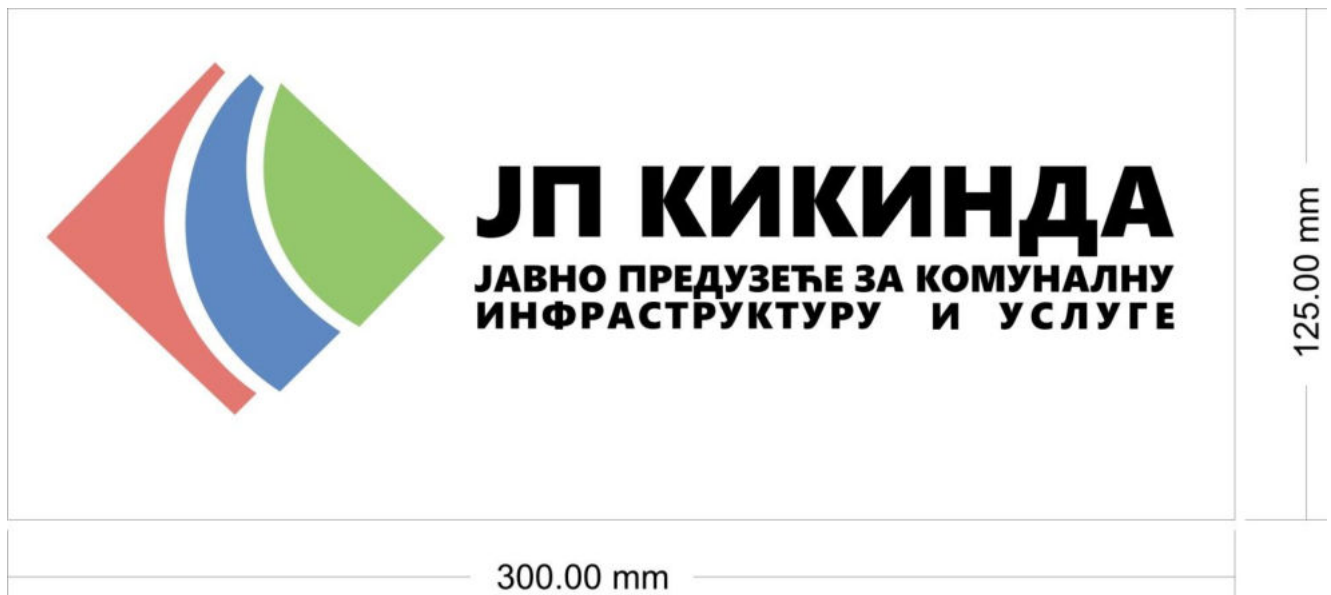 ЈП КИКИНДА
ЈАВНО ПРЕДУЗЕЋЕ ЗА КОМУНАЛНУ
ИНФРАСТРУКТУРУ И УСЛУГЕ
125.00 mm
300.00 mm